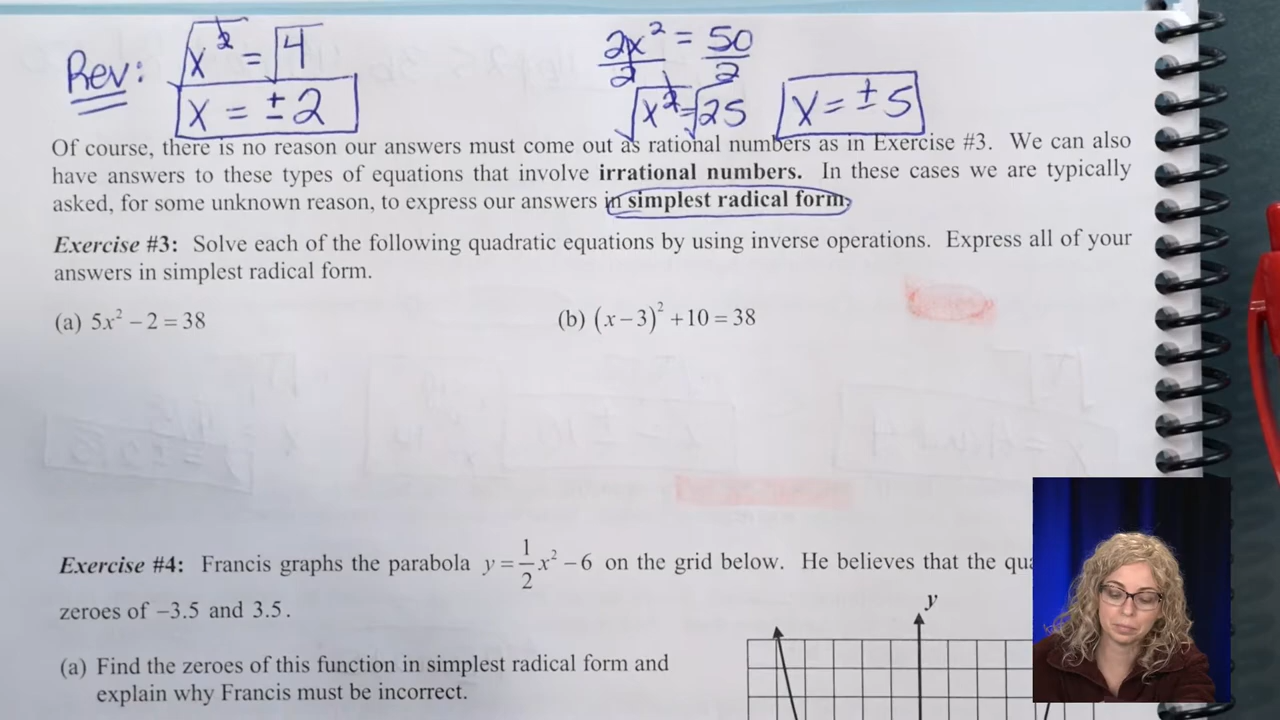 Rev: √x² = √4
x = ±2
2x²/2 = 50/2
√x² = √25
x = ±5
Of course, there is no reason our answers must come out as rational numbers as in Exercise #3. We can also
have answers to these types of equations that involve irrational numbers. In these cases we are typically
asked, for some unknown reason, to express our answers in simplest radical form.
Exercise #3: Solve each of the following quadratic equations by using inverse operations. Express all of your
answers in simplest radical form.
(a) 5x² − 2 = 38
(b) (x − 3)² + 10 = 38
Exercise #4: Francis graphs the parabola y = 1/2 x² − 6 on the grid below. He believes that the
zeroes of −3.5 and 3.5.
y
(a) Find the zeroes of this function in simplest radical form and
explain why Francis must be incorrect.